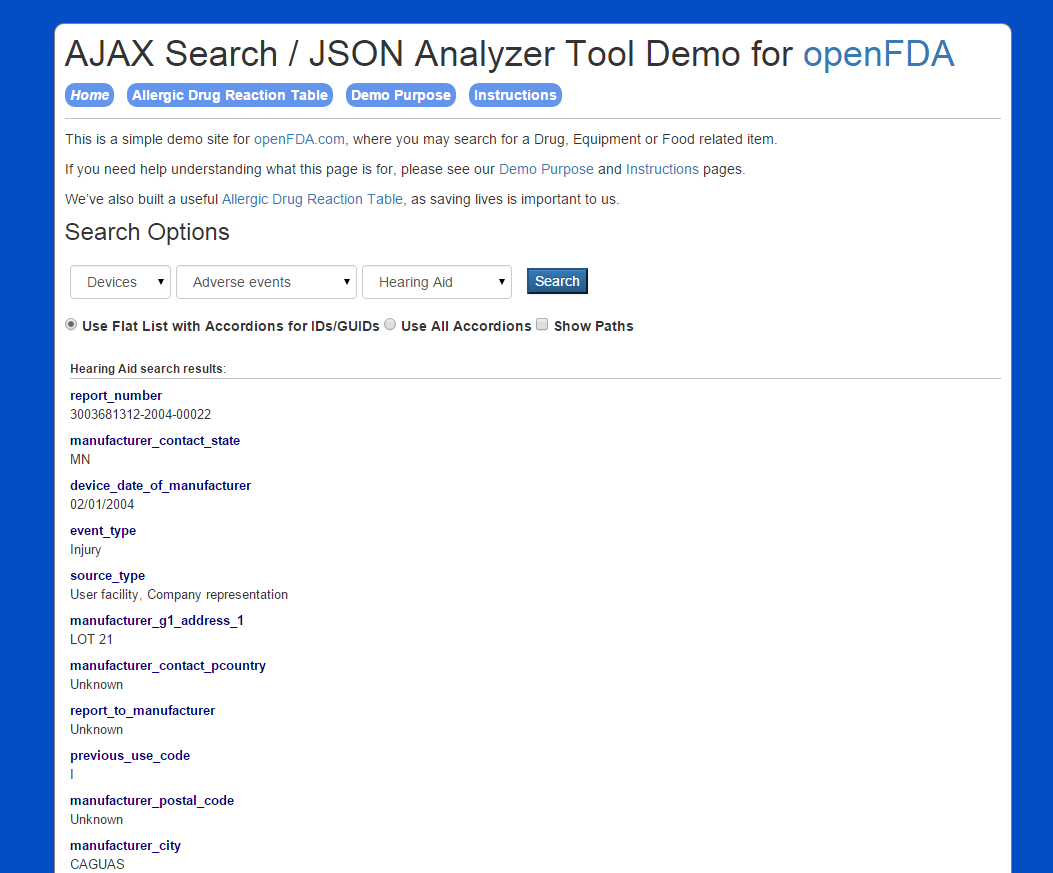 AJAX Search / JSON Analyzer Tool Demo for openFDA
Home Allergic Drug Reaction Table Demo Purpose Instructions
This is a simple demo site for openFDA.com, where you may search for a Drug, Equipment or Food related item.
If you need help understanding what this page is for, please see our Demo Purpose and Instructions pages.
We've also built a useful Allergic Drug Reaction Table, as saving lives is important to us.
Search Options
Devices Adverse events Hearing Aid Search
Use Flat List with Accordions for IDs/GUIDs Use All Accordions Show Paths
Hearing Aid search results:
report_number
3003681312-2004-00022
manufacturer_contact_state
MN
device_date_of_manufacturer
02/01/2004
event_type
Injury
source_type
User facility, Company representation
manufacturer_g1_address_1
LOT 21
manufacturer_contact_pcountry
Unknown
report_to_manufacturer
Unknown
previous_use_code
I
manufacturer_postal_code
Unknown
manufacturer_city
CAGUAS